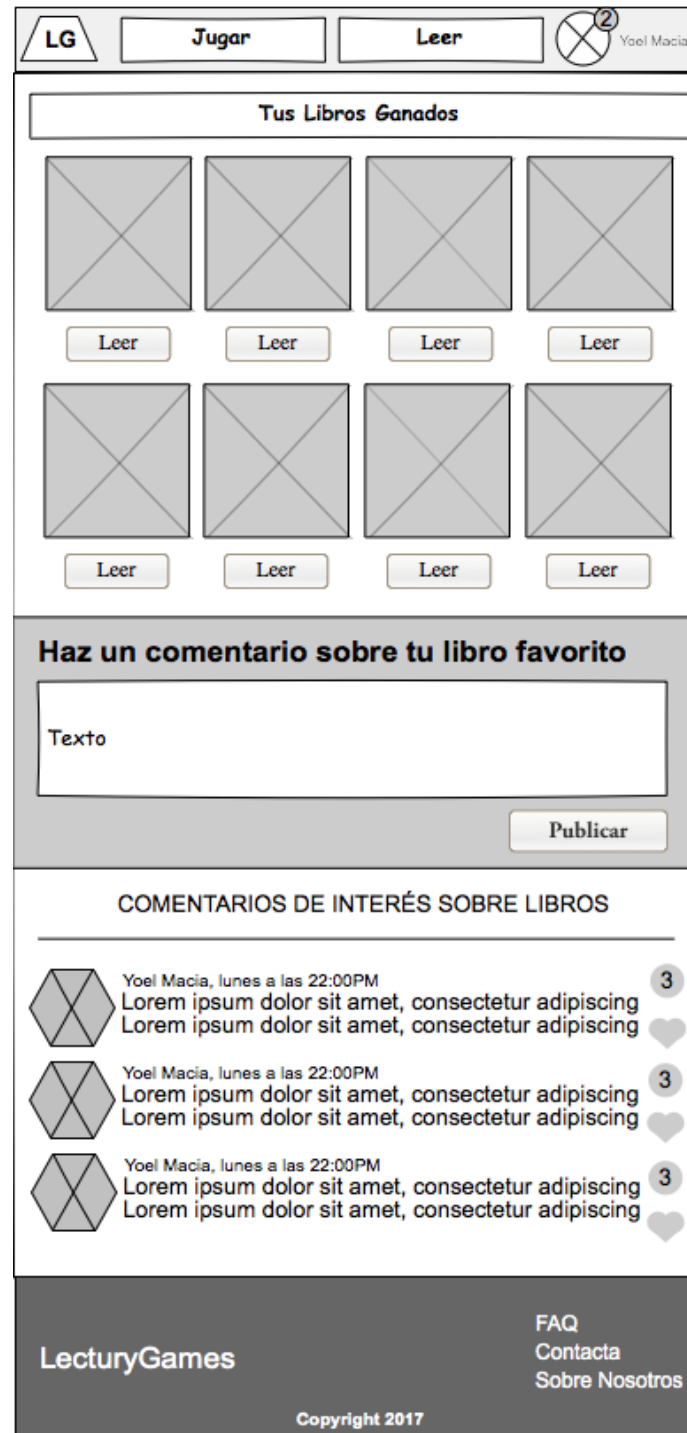 LG
Jugar
Leer
2
Yoel Macia
Tus Libros Ganados
Leer Leer Leer Leer
Leer Leer Leer Leer
Haz un comentario sobre tu libro favorito
Texto
Publicar
COMENTARIOS DE INTERÉS SOBRE LIBROS
Yoel Macia, lunes a las 22:00PM
Lorem ipsum dolor sit amet, consectetur adipiscing
Lorem ipsum dolor sit amet, consectetur adipiscing
3
Yoel Macia, lunes a las 22:00PM
Lorem ipsum dolor sit amet, consectetur adipiscing
Lorem ipsum dolor sit amet, consectetur adipiscing
3
Yoel Macia, lunes a las 22:00PM
Lorem ipsum dolor sit amet, consectetur adipiscing
Lorem ipsum dolor sit amet, consectetur adipiscing
3
LecturyGames
FAQ
Contacta
Sobre Nosotros
Copyright 2017